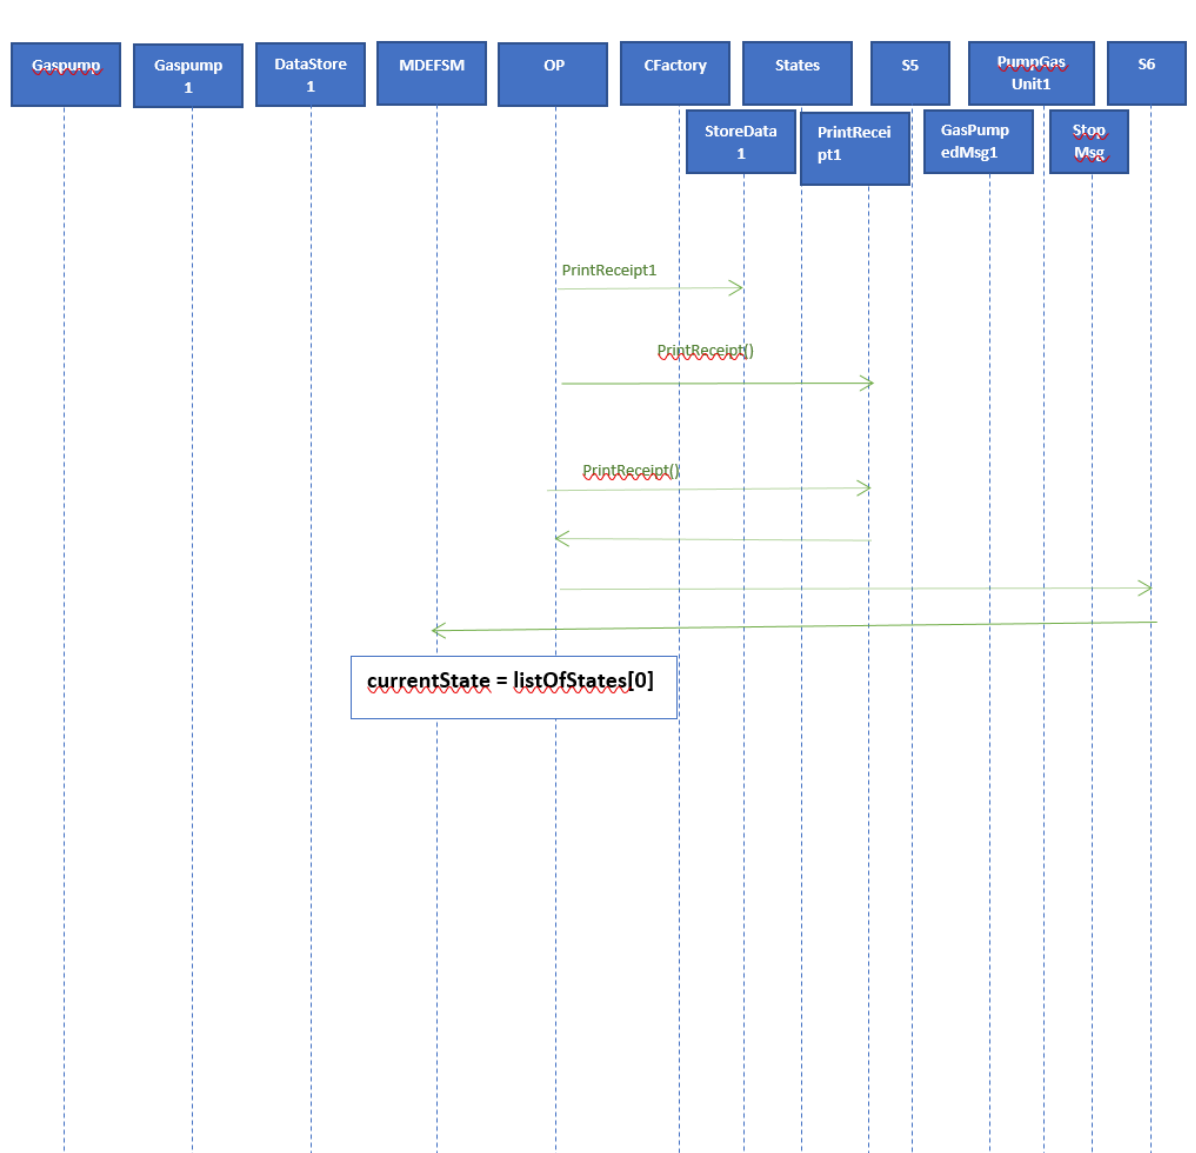 Gaspump
Gaspump
1
DataStore
1
MDEFSM
OP
CFactory
States
S5
PumpGas
Unit1
S6
StoreData
1
PrintRecei
pt1
GasPump
edMsg1
Stop
Msg
PrintReceipt1
PrintReceipt()
PrintReceipt()
currentState = listOfStates[0]